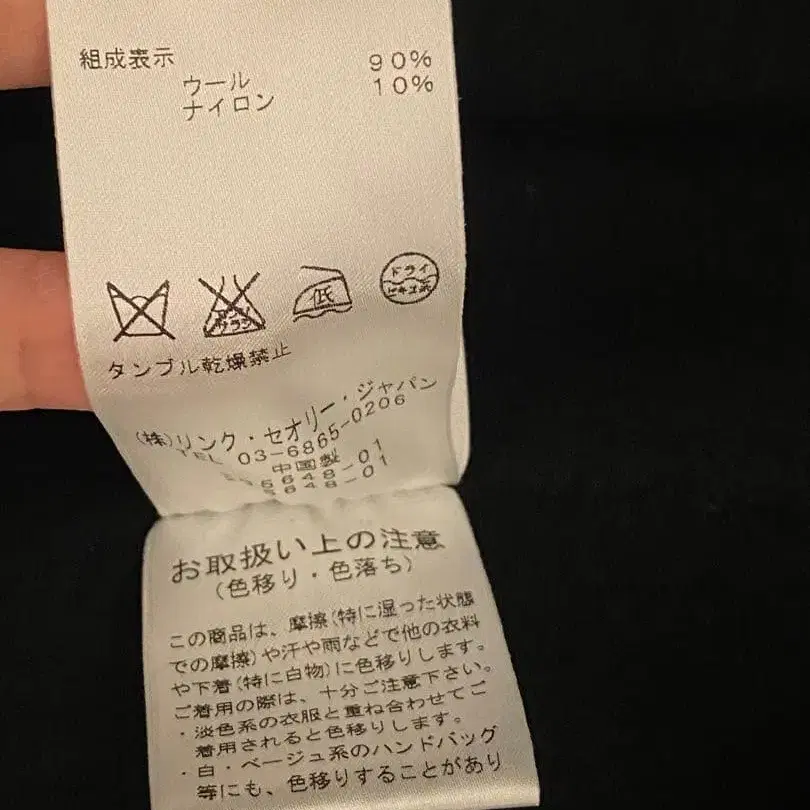 組成表示
ウール 90%
ナイロン 10%
低
ドライ
セキユ系
タンブル乾燥禁止
(株)リンク・セオリー・ジャパン
TEL 03-6865-0206
中国製
5648-01
お取扱い上の注意
(色移り・色落ち)
この商品は、摩擦(特に湿った状態
での摩擦)や汗や雨などで他の衣料
や下着(特に白物)に色移りします。
ご着用の際は、十分ご注意下さい。
・淡色系の衣服と重ね合わせてご
着用されると色移りします。
・白・ベージュ系のハンドバッグ
等にも、色移りすることがあり